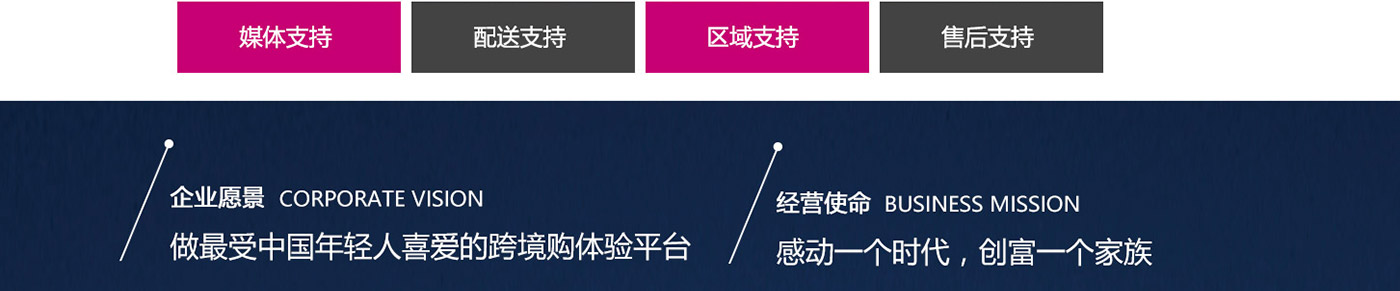 媒体支持 配送支持 区域支持 售后支持
企业愿景 CORPORATE VISION
做最受中国年轻人喜爱的跨境购体验平台
经营使命 BUSINESS MISSION
感动一个时代，创富一个家族